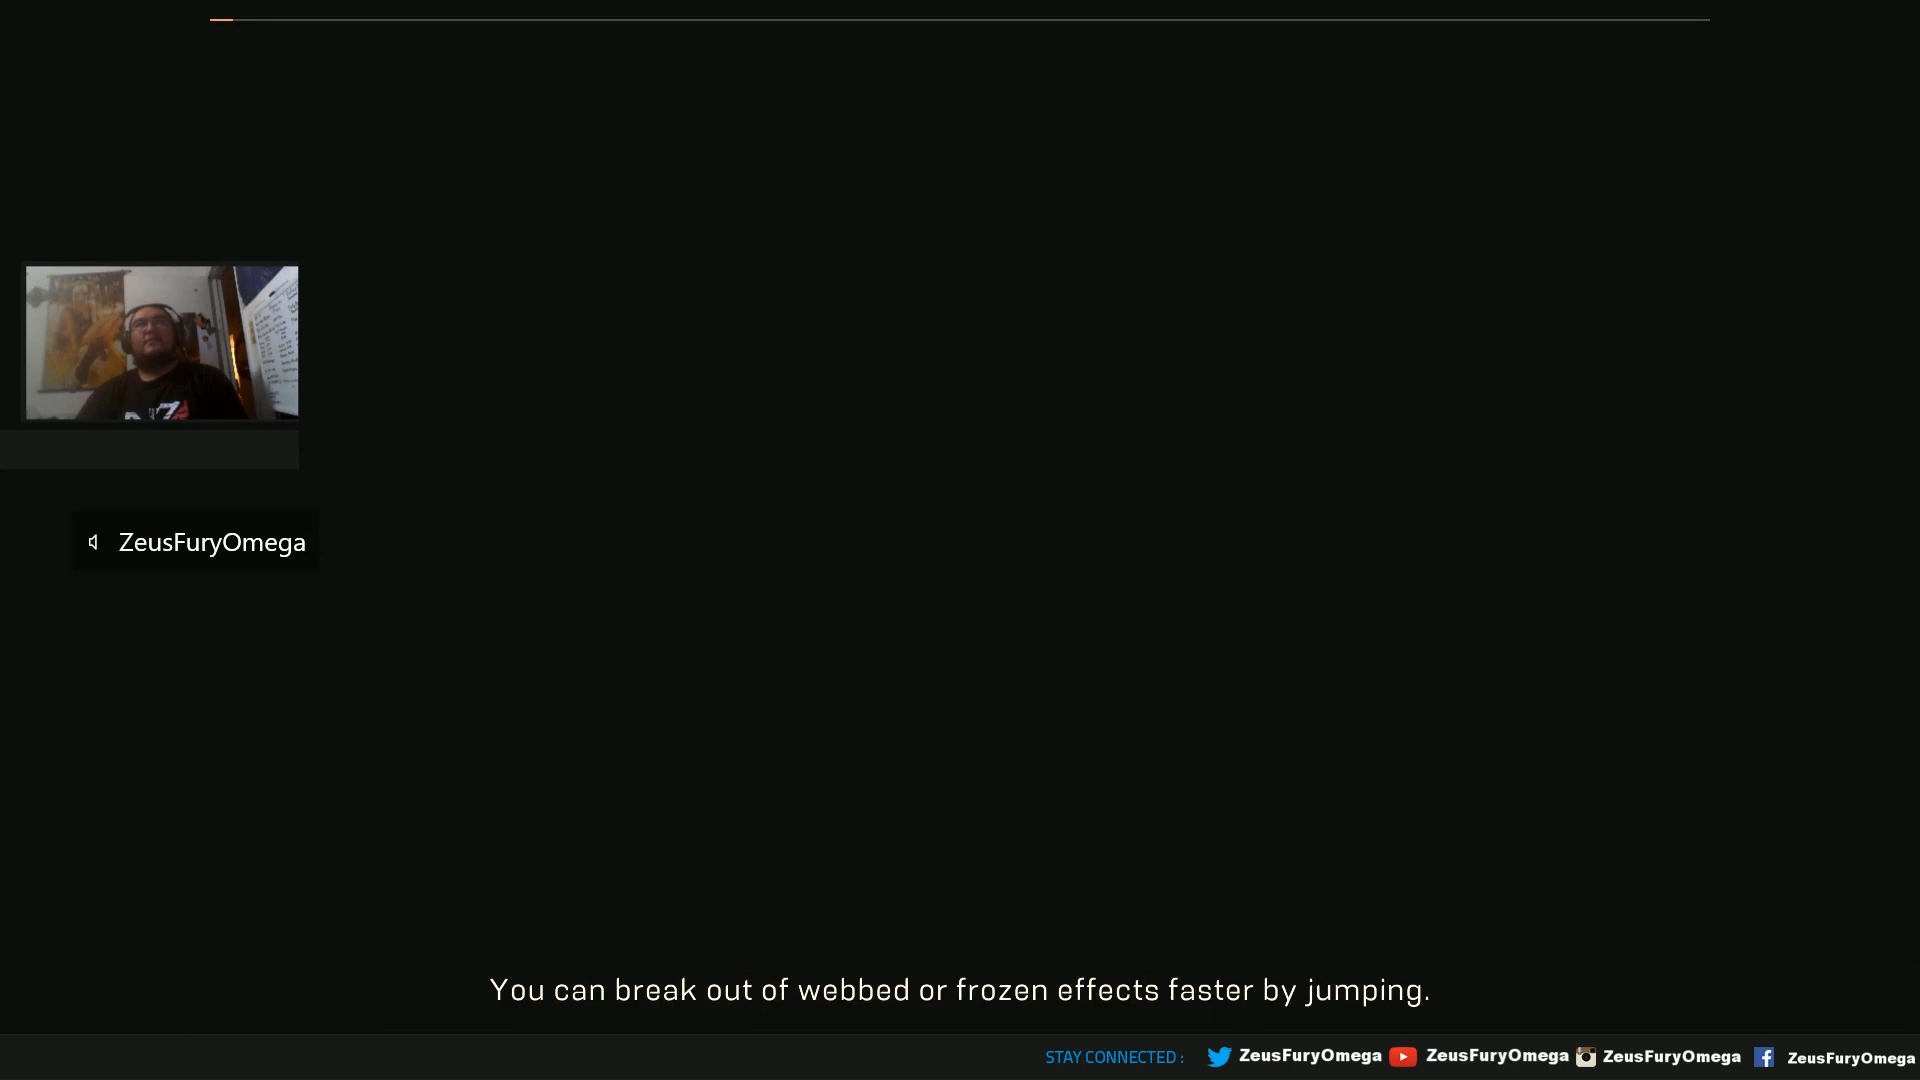 N7
ZeusFuryOmega
You can break out of webbed or frozen effects faster by jumping.
STAY CONNECTED : ZeusFuryOmega ZeusFuryOmega ZeusFuryOmega ZeusFuryOmega